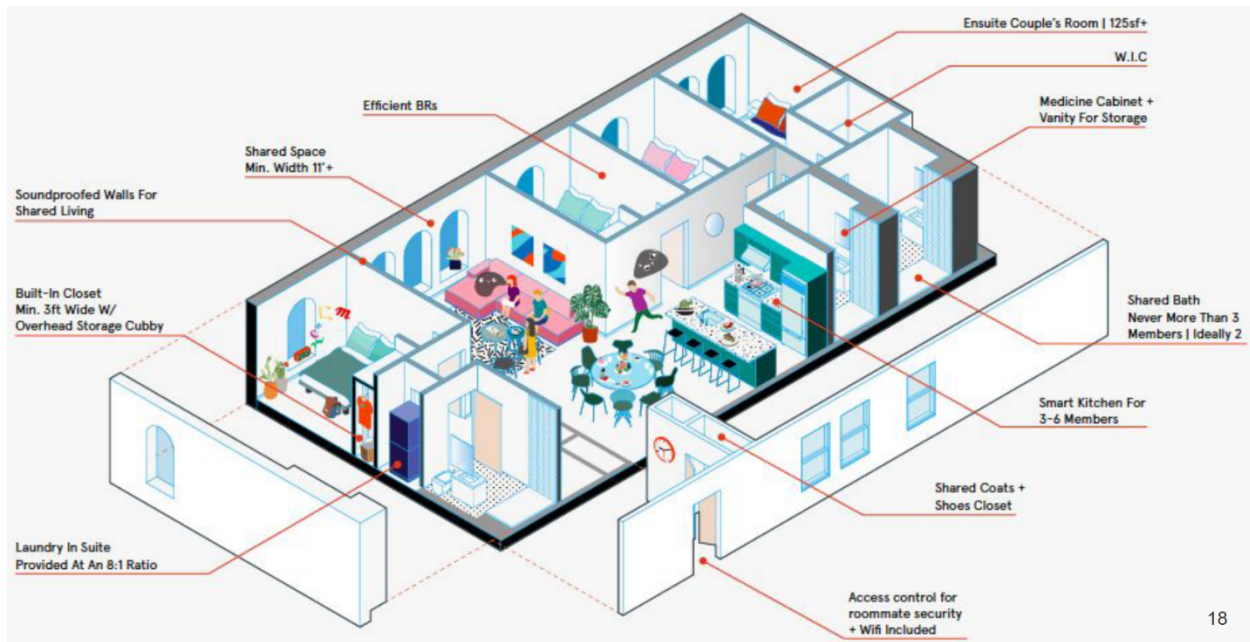 Ensuite Couple's Room | 125sf+
W.I.C
Medicine Cabinet +
Vanity For Storage
Efficient BRs
Shared Space
Min. Width 11'+
Soundproofed Walls For
Shared Living
Built-In Closet
Min. 3ft Wide W/
Overhead Storage Cubby
Shared Bath
Never More Than 3
Members | Ideally 2
Smart Kitchen For
3-6 Members
Shared Coats +
Shoes Closet
Laundry In Suite
Provided At An 8:1 Ratio
Access control for
roommate security
+ Wifi Included
18